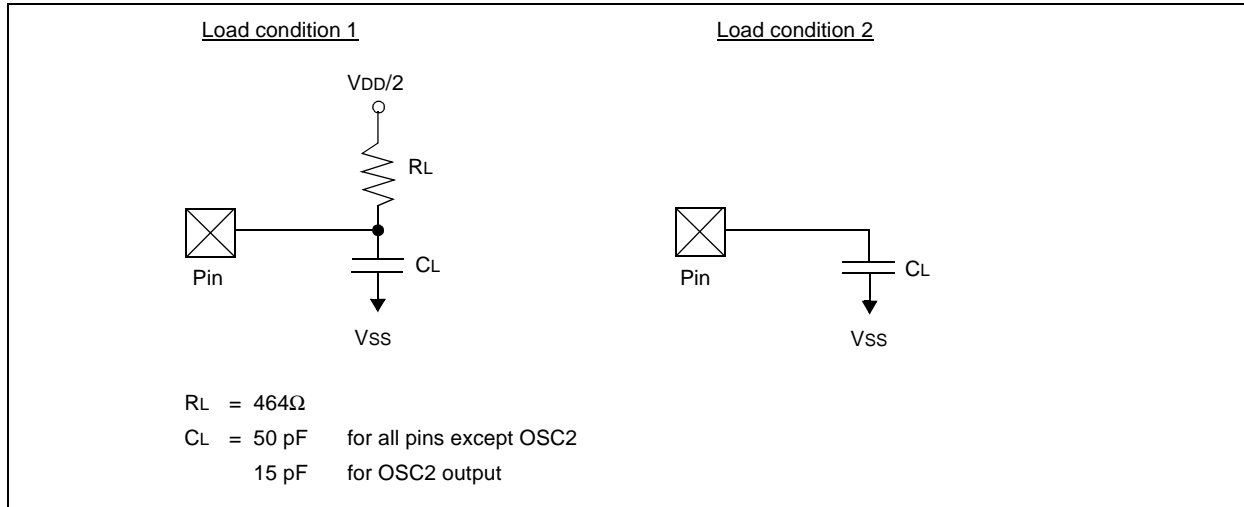 Load condition 1
Load condition 2
VDD/2
RL
Pin
CL
VSS
Pin
CL
VSS
RL = 464Ω
CL = 50 pF for all pins except OSC2
15 pF for OSC2 output